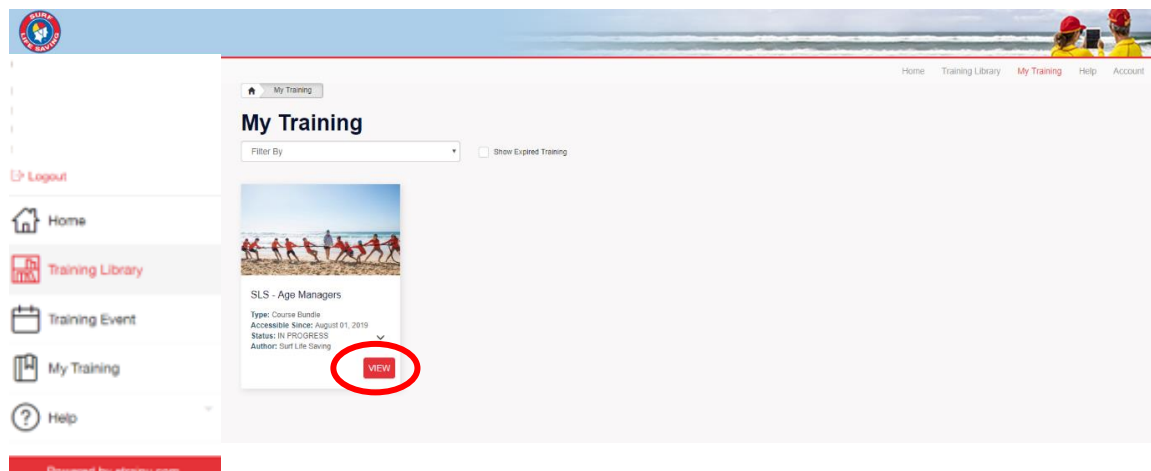 SURF
LIFE SAVING
Home Training Library My Training Help Account
My Training
My Training
Filter By
Show Expired Training
Logout
Home
Training Library
Training Event
My Training
Help
SLS - Age Managers
Type: Course Bundle
Accessible Since: August 01, 2019
Status: IN PROGRESS
Author: Surf Life Saving
VIEW
Powered by